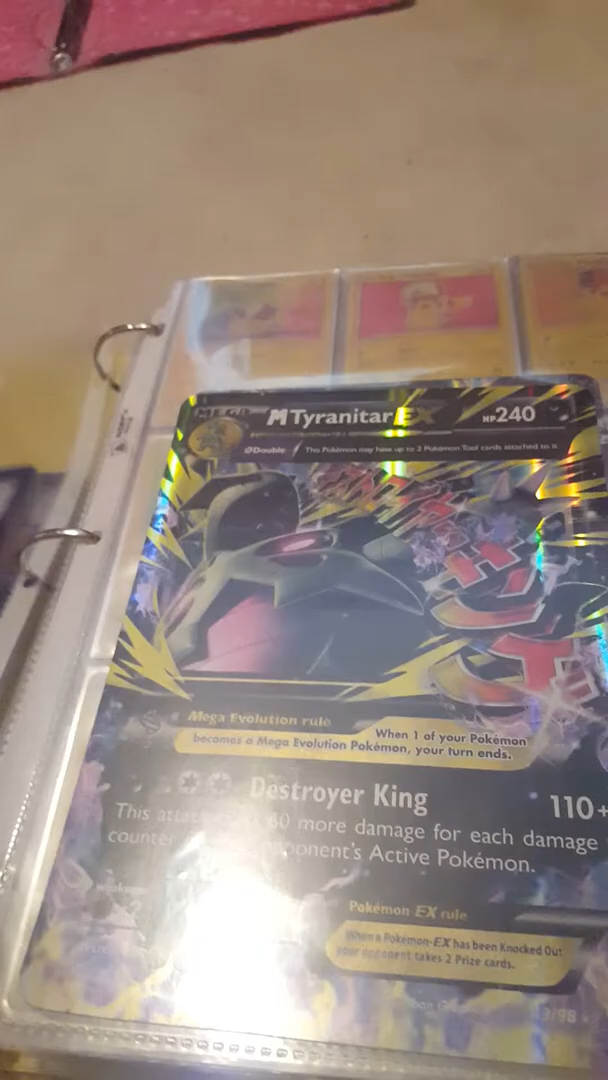 MEGA
M Tyranitar EX HP240
αDouble This Pokémon may have up to 2 Pokémon Tool cards attached to it.
Mega Evolution rule
When 1 of your Pokémon
becomes a Mega Evolution Pokémon, your turn ends.
Destroyer King 110+
This 60 more damage for each damage
counter opponent's Active Pokémon.
weakness
Pokémon EX rule
When a Pokémon-EX has been Knocked Out
your opponent takes 2 Prize cards.
/98